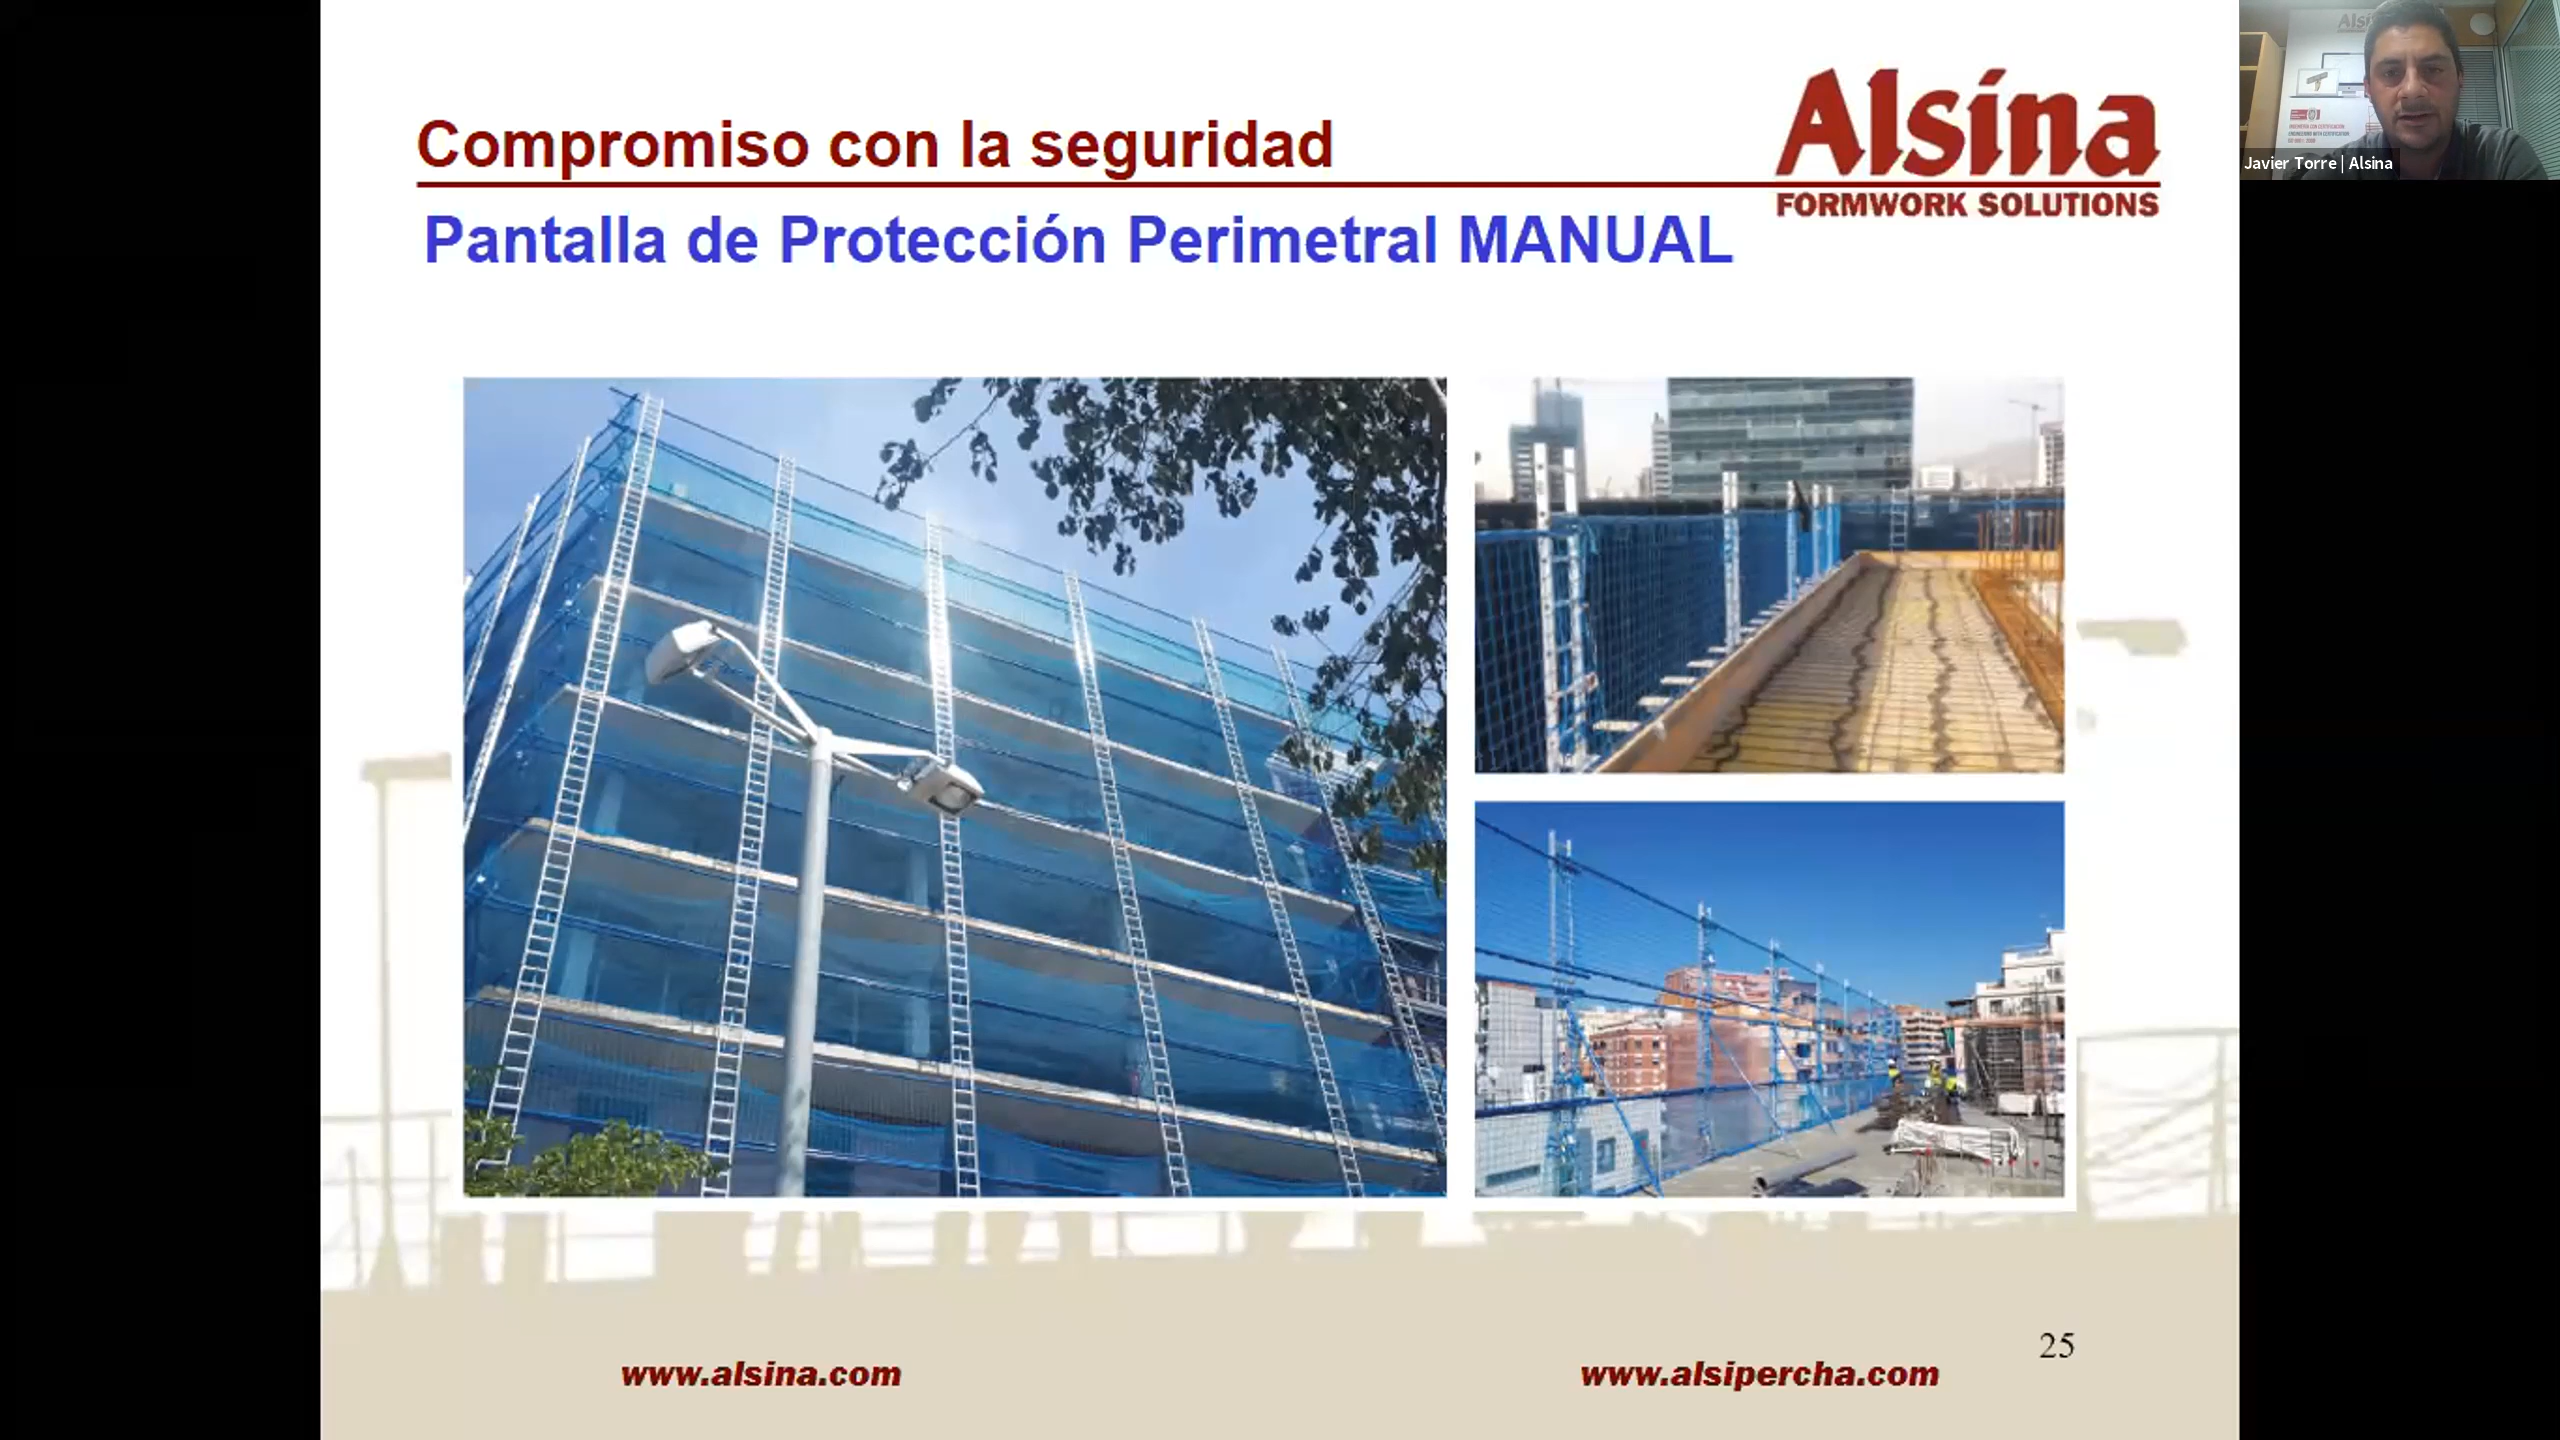 Compromiso con la seguridad
Alsína
FORMWORK SOLUTIONS
Pantalla de Protección Perimetral MANUAL
Javier Torre | Alsina
25
www.alsina.com
www.alsipercha.com